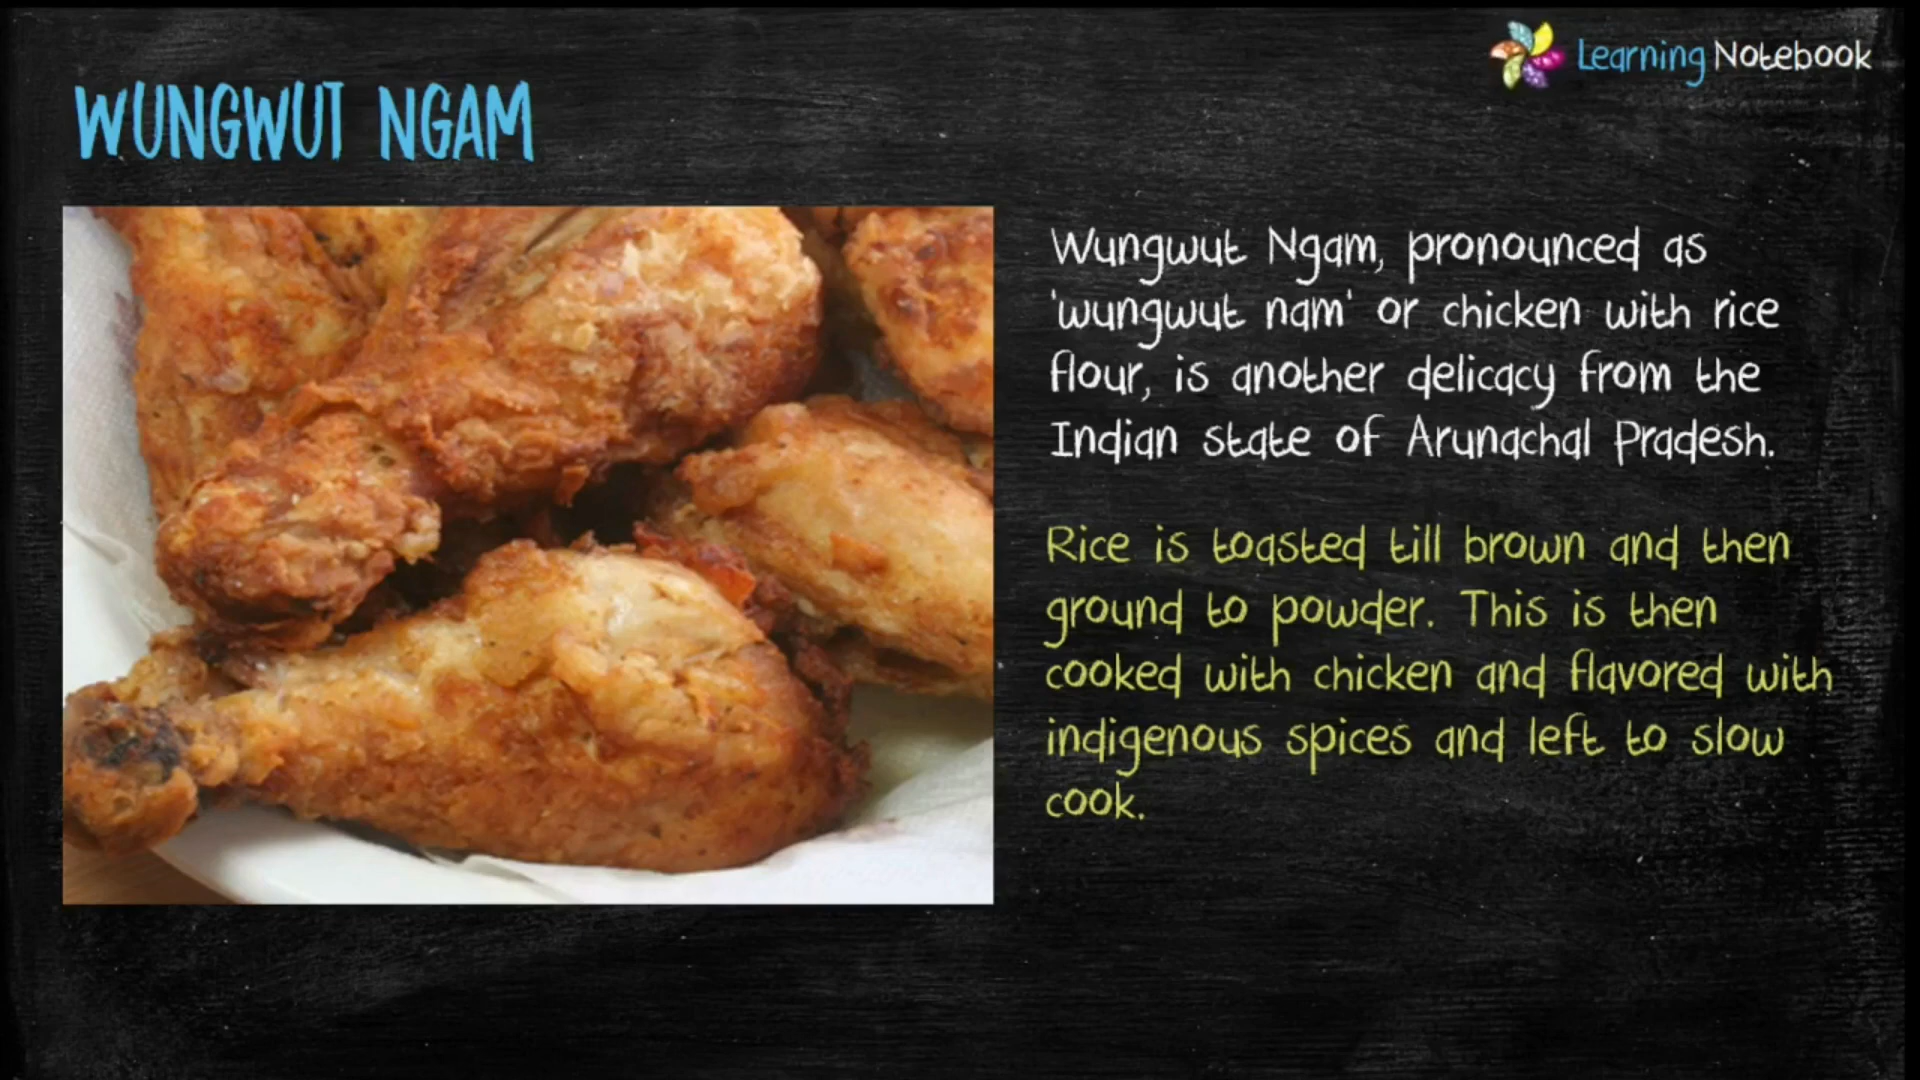 Learning Notebook
WUNGWUT NGAM
Wungwut Ngam, pronounced as
'wungwut nam' or chicken with rice
flour, is another delicacy from the
Indian state of Arunachal Pradesh.
Rice is toasted till brown and then
ground to powder. This is then
cooked with chicken and flavored with
indigenous spices and left to slow
cook.